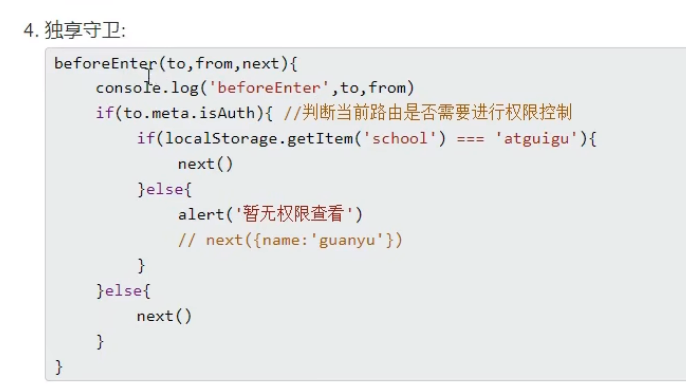 4. 独享守卫:
beforeEnter(to,from,next){
    console.log('beforeEnter',to,from)
    if(to.meta.isAuth){ //判断当前路由是否需要进行权限控制
        if(localStorage.getItem('school') === 'atguigu'){
            next()
        }else{
            alert('暂无权限查看')
            // next({name:'guanyu'})
        }
    }else{
        next()
    }
}